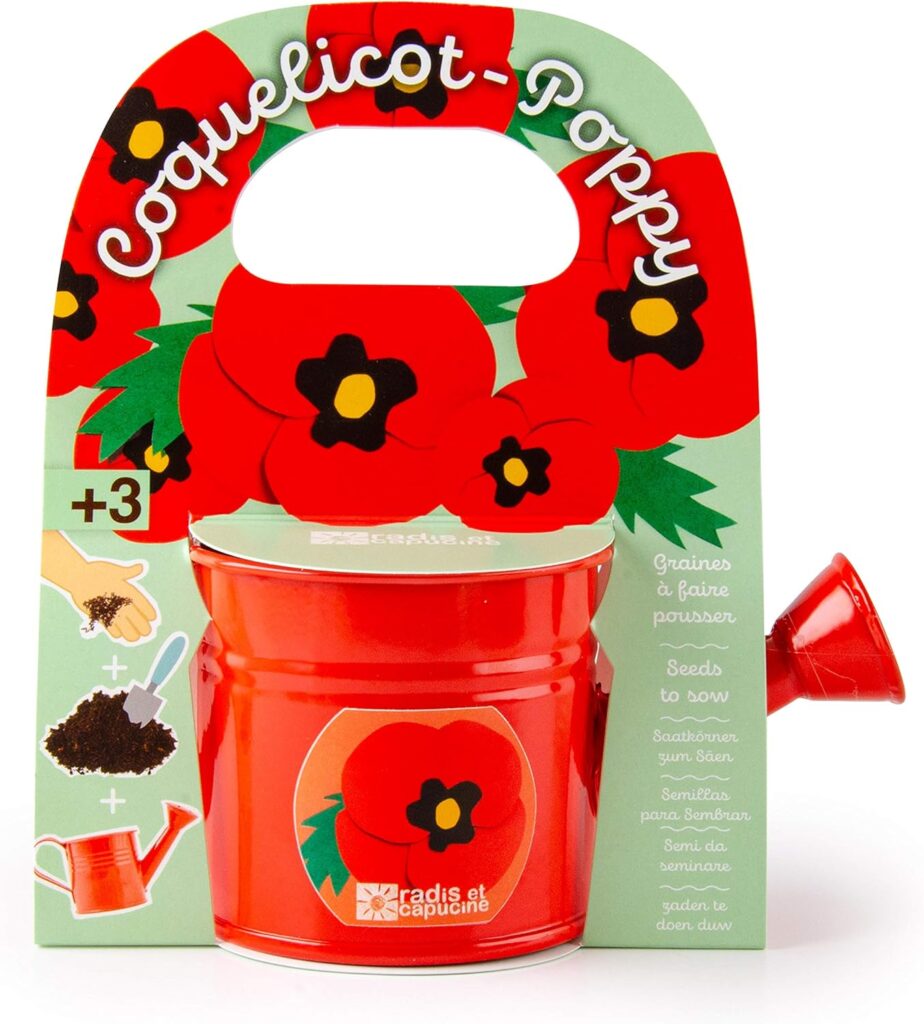 Coquelicot - Poppy
+3
radis et
capucine
Graines
à faire
pousser
Seeds
to sow
Saatkörner
zum Säen
Semillas
para Sembrar
Semi da
seminare
zaden te
doen duw
radis et
capucine